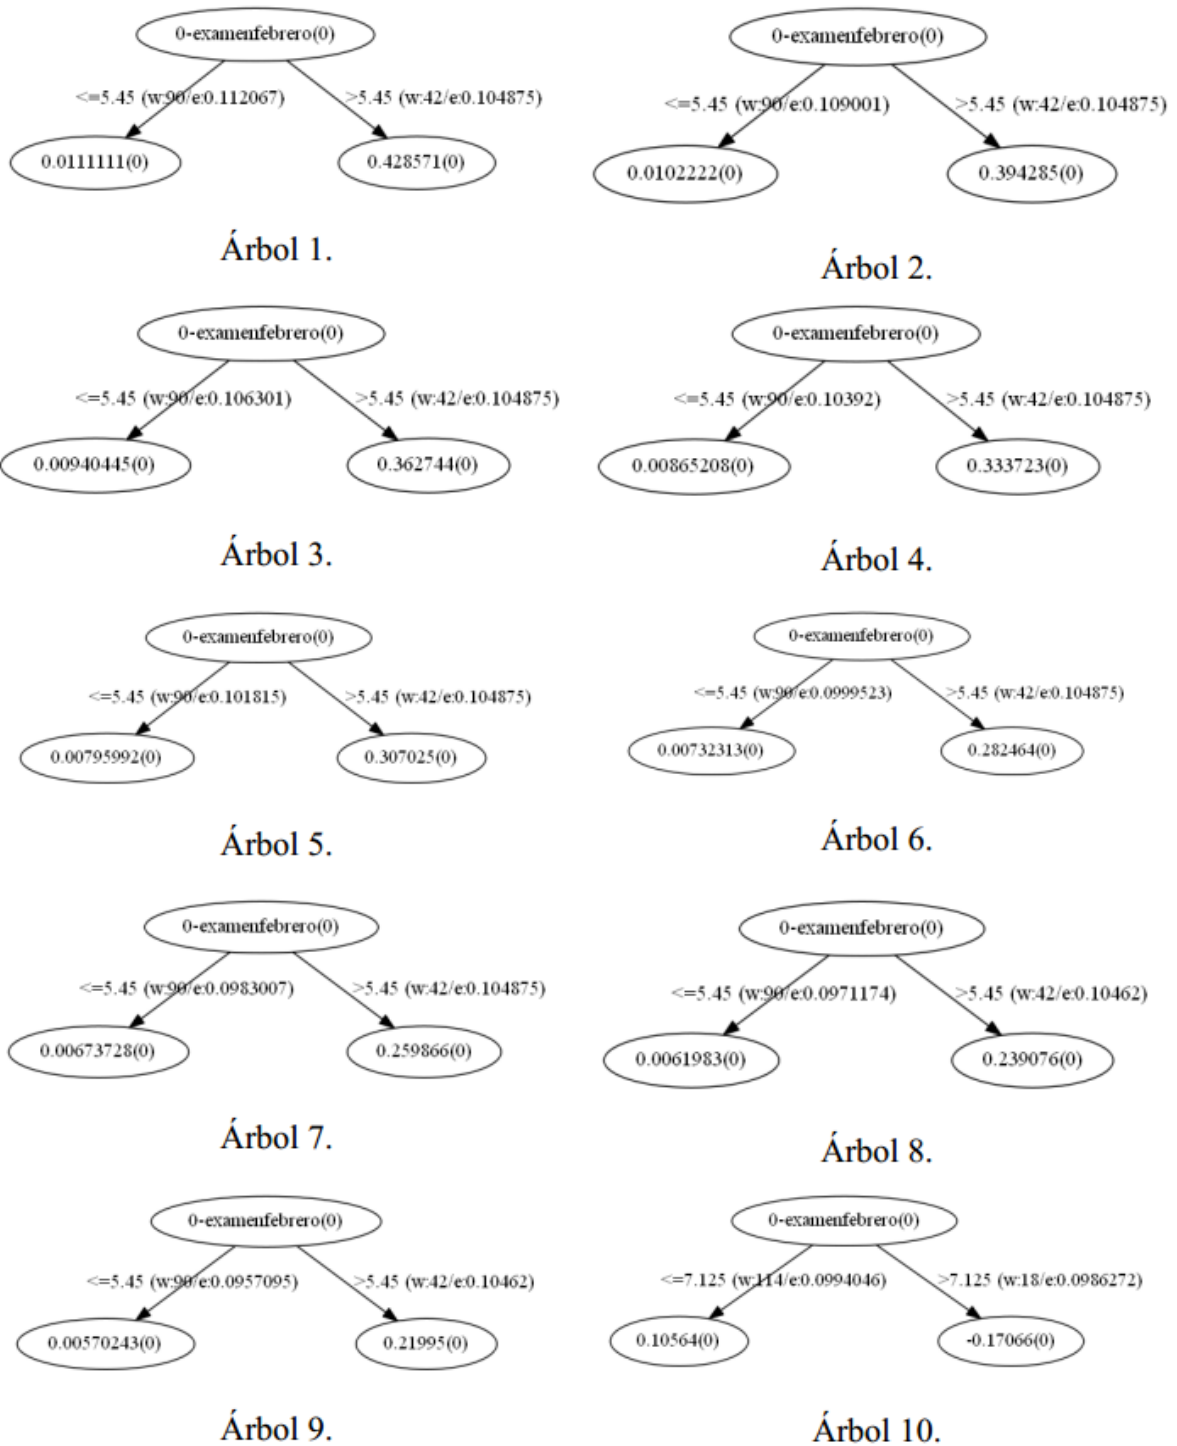 0-examenfebrero(0)
<=5.45 (w:90/e:0.112067)
>5.45 (w:42/e:0.104875)
0.0111111(0)
0.428571(0)
Árbol 1.
0-examenfebrero(0)
<=5.45 (w:90/e:0.109001)
>5.45 (w:42/e:0.104875)
0.0102222(0)
0.394285(0)
Árbol 2.
0-examenfebrero(0)
<=5.45 (w:90/e:0.106301)
>5.45 (w:42/e:0.104875)
0.00940445(0)
0.362744(0)
Árbol 3.
0-examenfebrero(0)
<=5.45 (w:90/e:0.10392)
>5.45 (w:42/e:0.104875)
0.00865208(0)
0.333723(0)
Árbol 4.
0-examenfebrero(0)
<=5.45 (w:90/e:0.101815)
>5.45 (w:42/e:0.104875)
0.00795992(0)
0.307025(0)
Árbol 5.
0-examenfebrero(0)
<=5.45 (w:90/e:0.0999523)
>5.45 (w:42/e:0.104875)
0.00732313(0)
0.282464(0)
Árbol 6.
0-examenfebrero(0)
<=5.45 (w:90/e:0.0983007)
>5.45 (w:42/e:0.104875)
0.00673728(0)
0.259866(0)
Árbol 7.
0-examenfebrero(0)
<=5.45 (w:90/e:0.0971174)
>5.45 (w:42/e:0.10462)
0.0061983(0)
0.239076(0)
Árbol 8.
0-examenfebrero(0)
<=5.45 (w:90/e:0.0957095)
>5.45 (w:42/e:0.10462)
0.00570243(0)
0.21995(0)
Árbol 9.
0-examenfebrero(0)
<=7.125 (w:114/e:0.0994046)
>7.125 (w:18/e:0.0986272)
0.10564(0)
-0.17066(0)
Árbol 10.